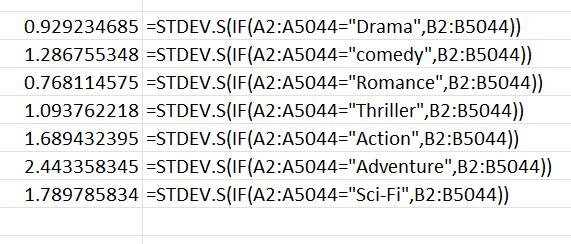 0.929234685 =STDEV.S(IF(A2:A5044="Drama",B2:B5044))
1.286755348 =STDEV.S(IF(A2:A5044="comedy",B2:B5044))
0.768114575 =STDEV.S(IF(A2:A5044="Romance",B2:B5044))
1.093762218 =STDEV.S(IF(A2:A5044="Thriller",B2:B5044))
1.689432395 =STDEV.S(IF(A2:A5044="Action",B2:B5044))
2.443358345 =STDEV.S(IF(A2:A5044="Adventure",B2:B5044))
1.789785834 =STDEV.S(IF(A2:A5044="Sci-Fi",B2:B5044))